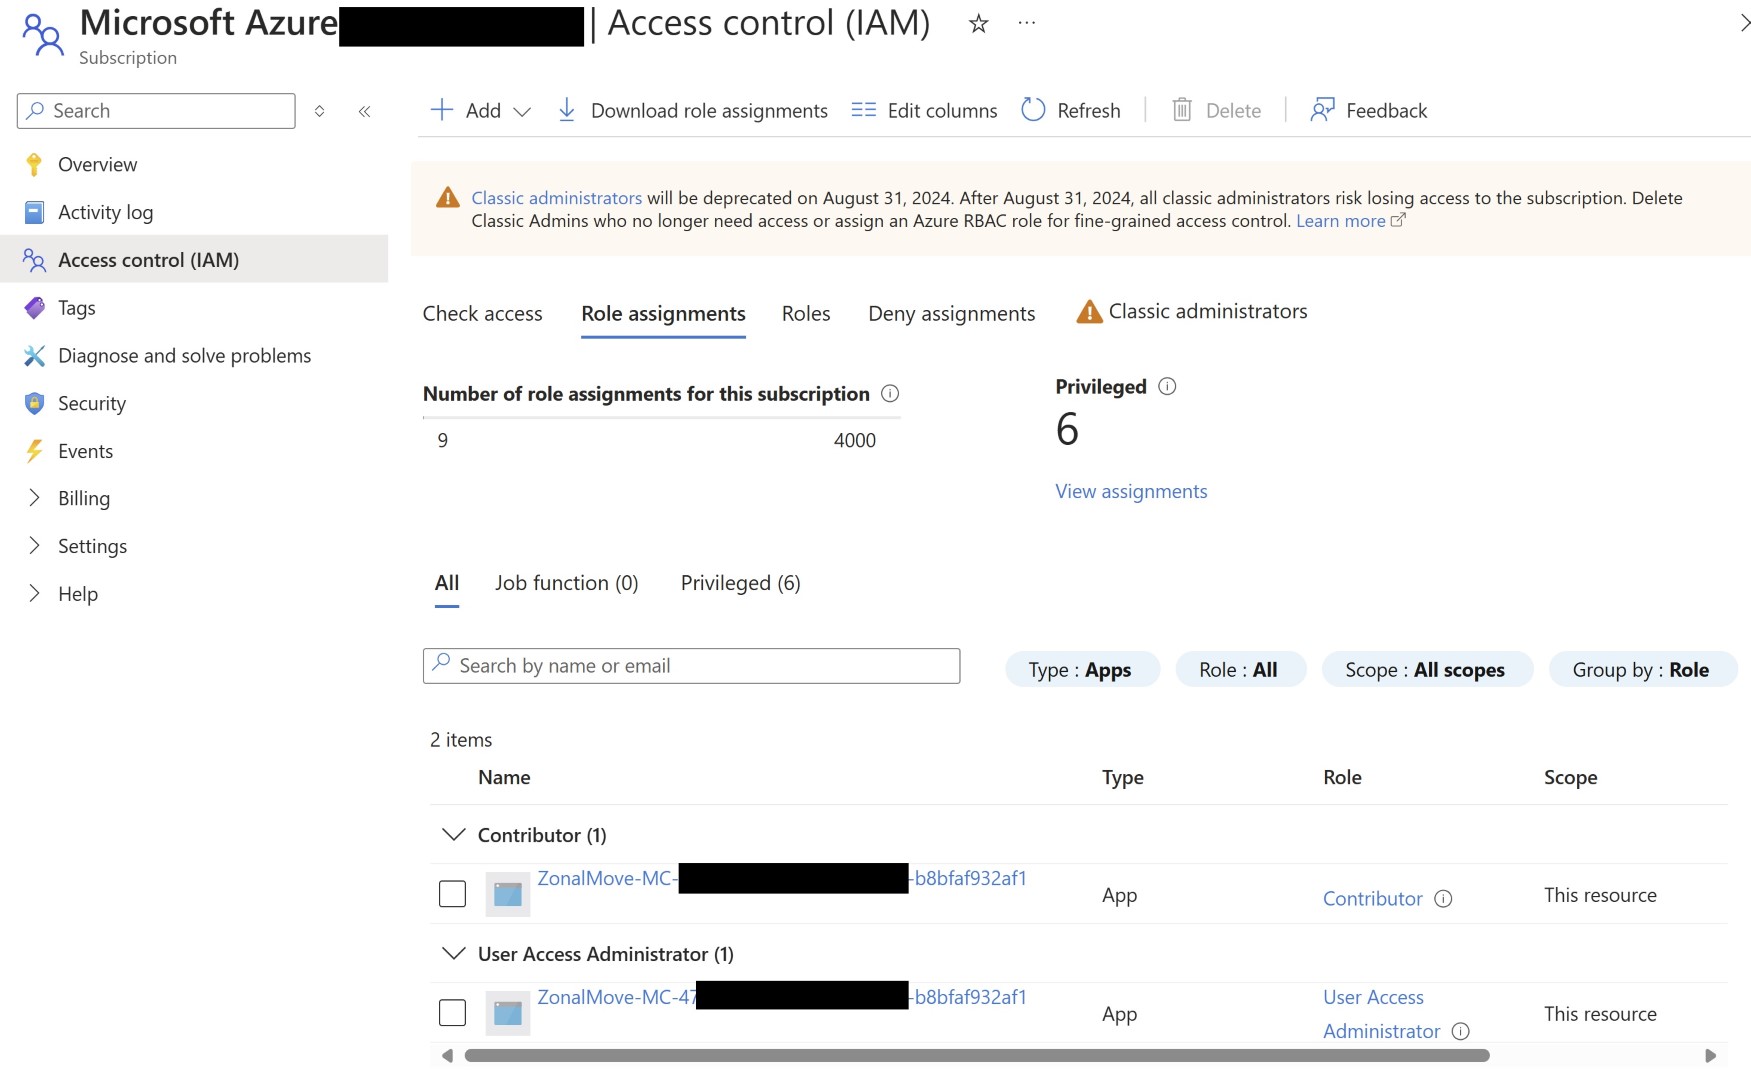 Microsoft Azure | Access control (IAM)
Subscription
Search
Add
Download role assignments
Edit columns
Refresh
Delete
Feedback
Overview
Activity log
Access control (IAM)
Tags
Diagnose and solve problems
Security
Events
Billing
Settings
Help
Classic administrators will be deprecated on August 31, 2024. After August 31, 2024, all classic administrators risk losing access to the subscription. Delete
Classic Admins who no longer need access or assign an Azure RBAC role for fine-grained access control. Learn more
Check access
Role assignments
Roles
Deny assignments
Classic administrators
Number of role assignments for this subscription
9
4000
Privileged
6
View assignments
All
Job function (0)
Privileged (6)
Search by name or email
Type : Apps
Role : All
Scope : All scopes
Group by : Role
2 items
Name
Type
Role
Scope
Contributor (1)
ZonalMove-MC- -b8bfaf932af1
App
Contributor
This resource
User Access Administrator (1)
ZonalMove-MC-47 -b8bfaf932af1
App
User Access
Administrator
This resource